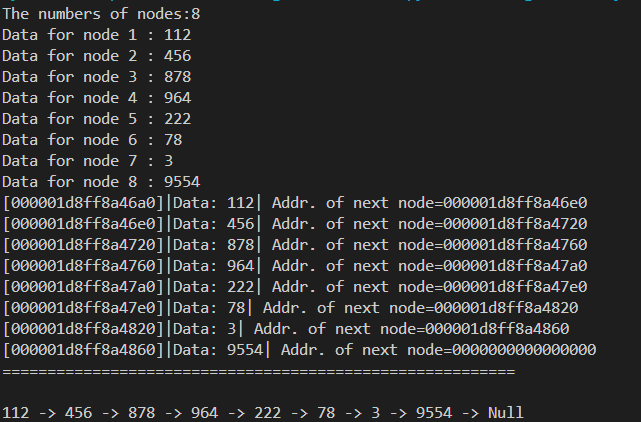 The numbers of nodes:8
Data for node 1 : 112
Data for node 2 : 456
Data for node 3 : 878
Data for node 4 : 964
Data for node 5 : 222
Data for node 6 : 78
Data for node 7 : 3
Data for node 8 : 9554
[000001d8ff8a46a0]|Data: 112| Addr. of next node=000001d8ff8a46e0
[000001d8ff8a46e0]|Data: 456| Addr. of next node=000001d8ff8a4720
[000001d8ff8a4720]|Data: 878| Addr. of next node=000001d8ff8a4760
[000001d8ff8a4760]|Data: 964| Addr. of next node=000001d8ff8a47a0
[000001d8ff8a47a0]|Data: 222| Addr. of next node=000001d8ff8a47e0
[000001d8ff8a47e0]|Data: 78| Addr. of next node=000001d8ff8a4820
[000001d8ff8a4820]|Data: 3| Addr. of next node=000001d8ff8a4860
[000001d8ff8a4860]|Data: 9554| Addr. of next node=0000000000000000
=========================================================
112 -> 456 -> 878 -> 964 -> 222 -> 78 -> 3 -> 9554 -> Null